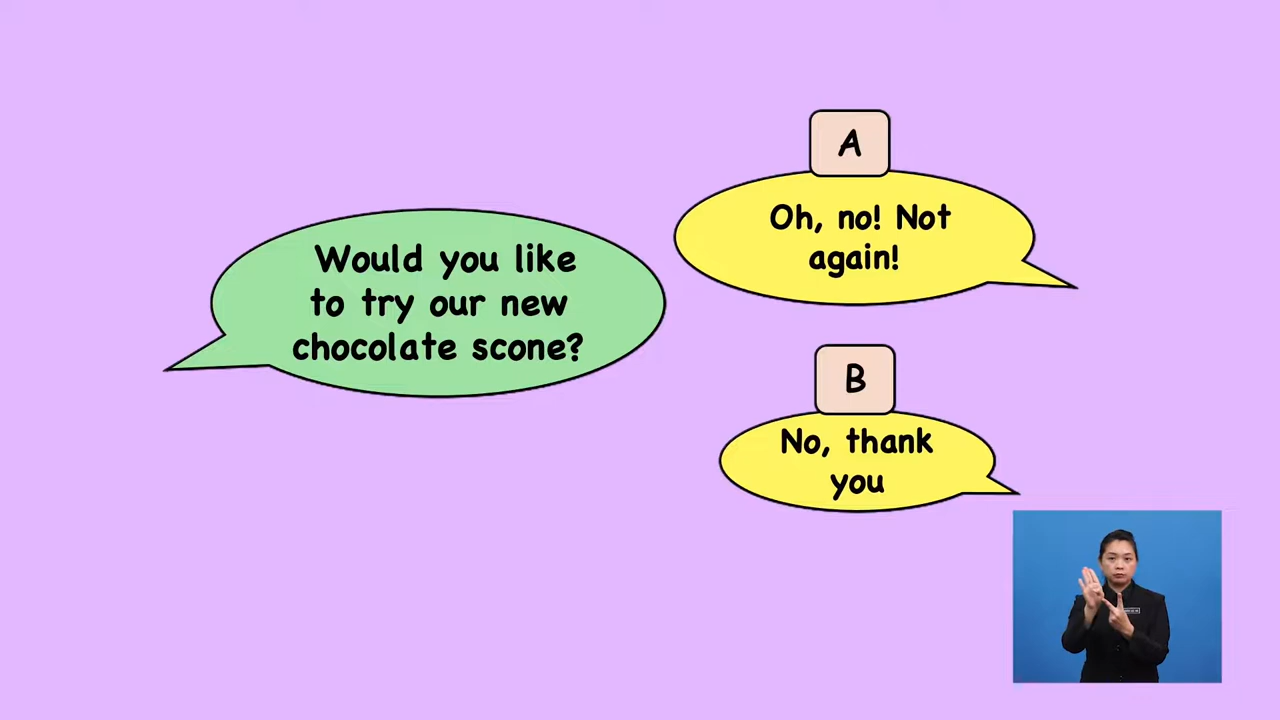 Would you like
to try our new
chocolate scone?
A
Oh, no! Not
again!
B
No, thank
you